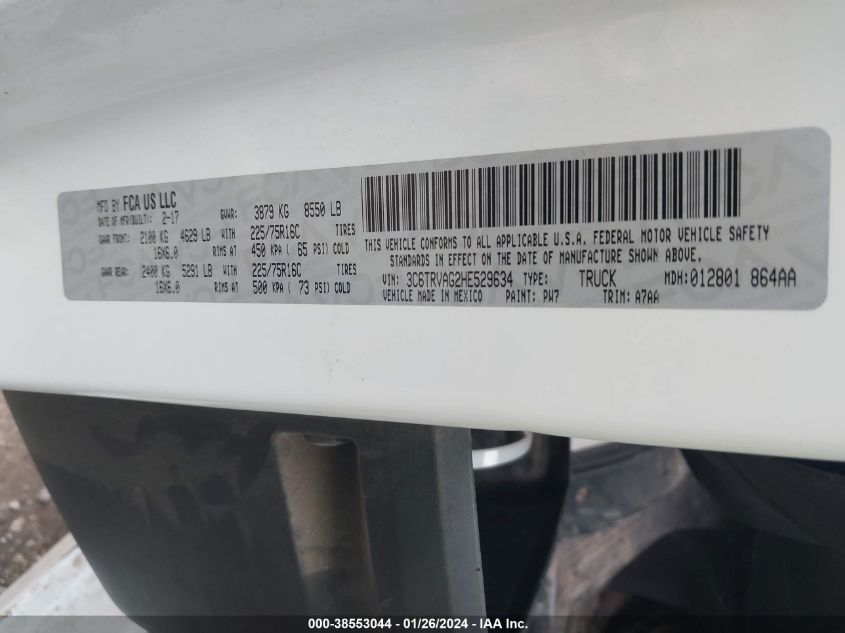 MFD BY FCA US LLC
DATE OF MFR(BUILT): 2-17 GVWR: 3879 KG 8550 LB
GAWR FRONT: 2100 KG 4629 LB WITH 225/75R16C TIRES
16X6.0 RIMS AT 450 KPA ( 65 PSI) COLD
GAWR REAR: 2400 KG 5291 LB WITH 225/75R16C TIRES
16X6.0 RIMS AT 500 KPA ( 73 PSI) COLD
THIS VEHICLE CONFORMS TO ALL APPLICABLE U.S.A. FEDERAL MOTOR VEHICLE SAFETY
STANDARDS IN EFFECT ON THE DATE OF MANUFACTURE SHOWN ABOVE.
VIN: 3C6TRVAG2HE529634 TYPE: TRUCK MDH: 012801 864AA
VEHICLE MADE IN MEXICO PAINT: PW7 TRIM: A7AA
000-38553044 - 01/26/2024 - IAA Inc.